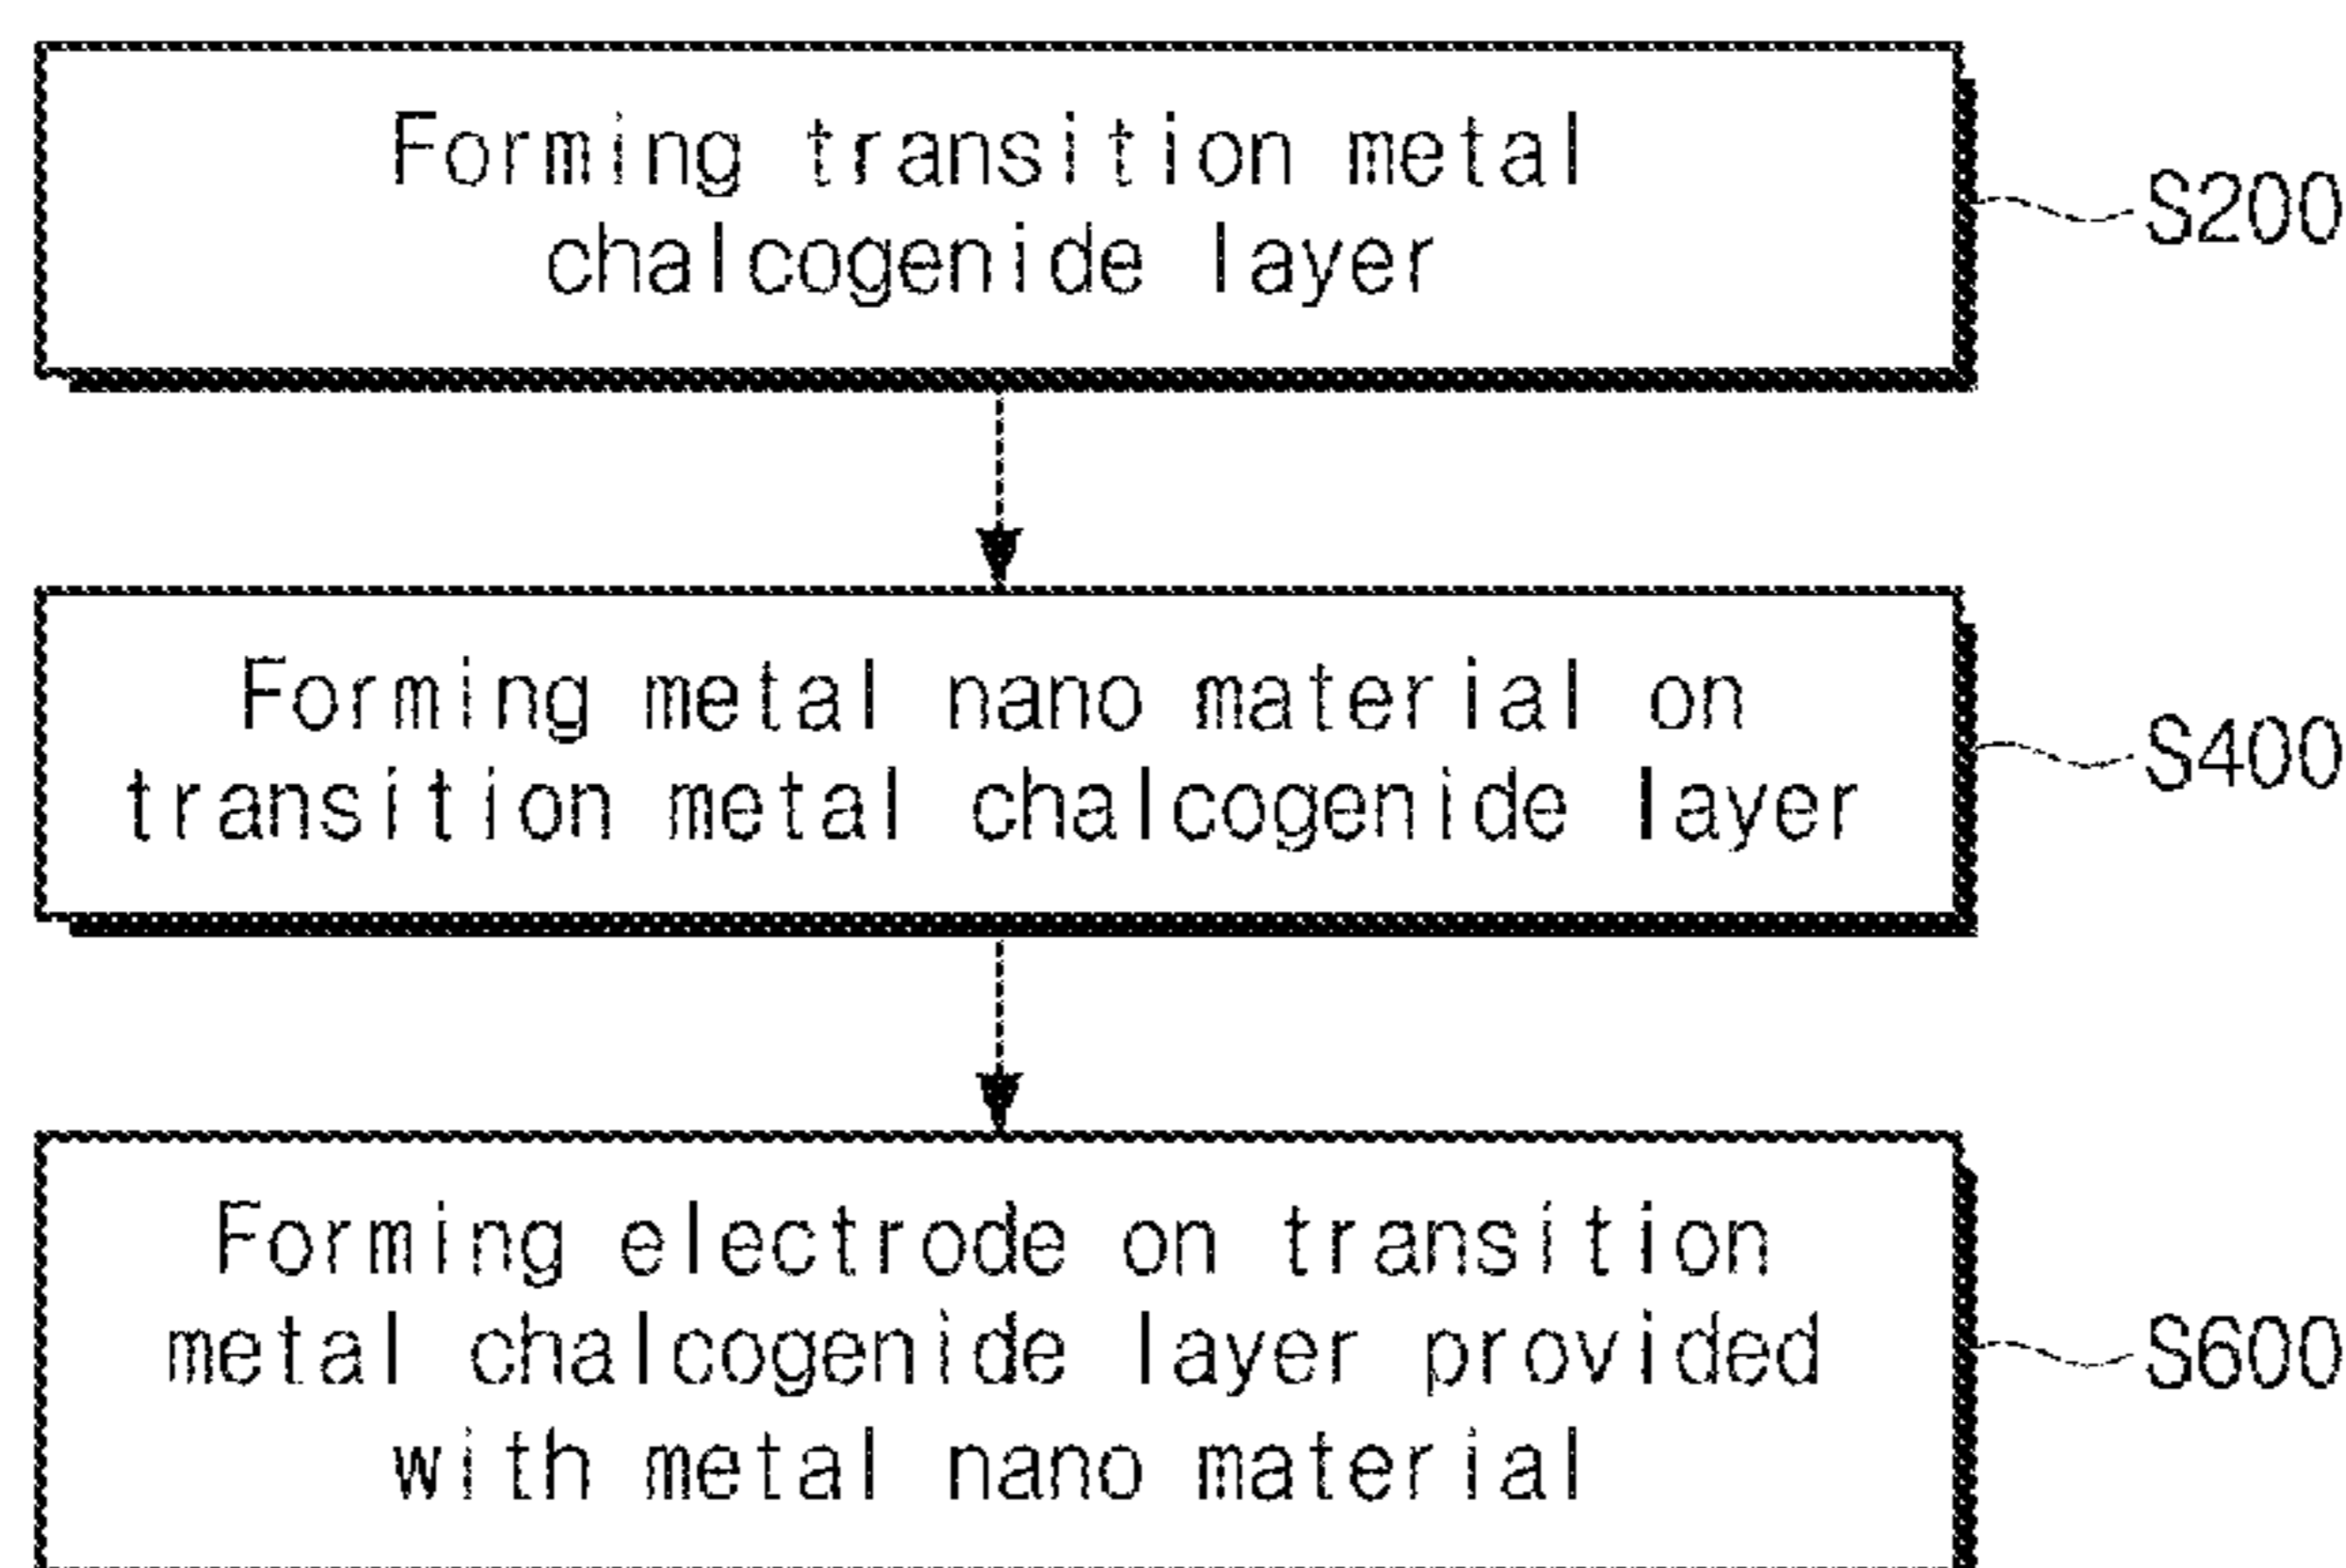 Forming transition metal
chalcogenide layer
S200
Forming metal nano material on
transition metal chalcogenide layer
S400
Forming electrode on transition
metal chalcogenide layer provided
with metal nano material
S600